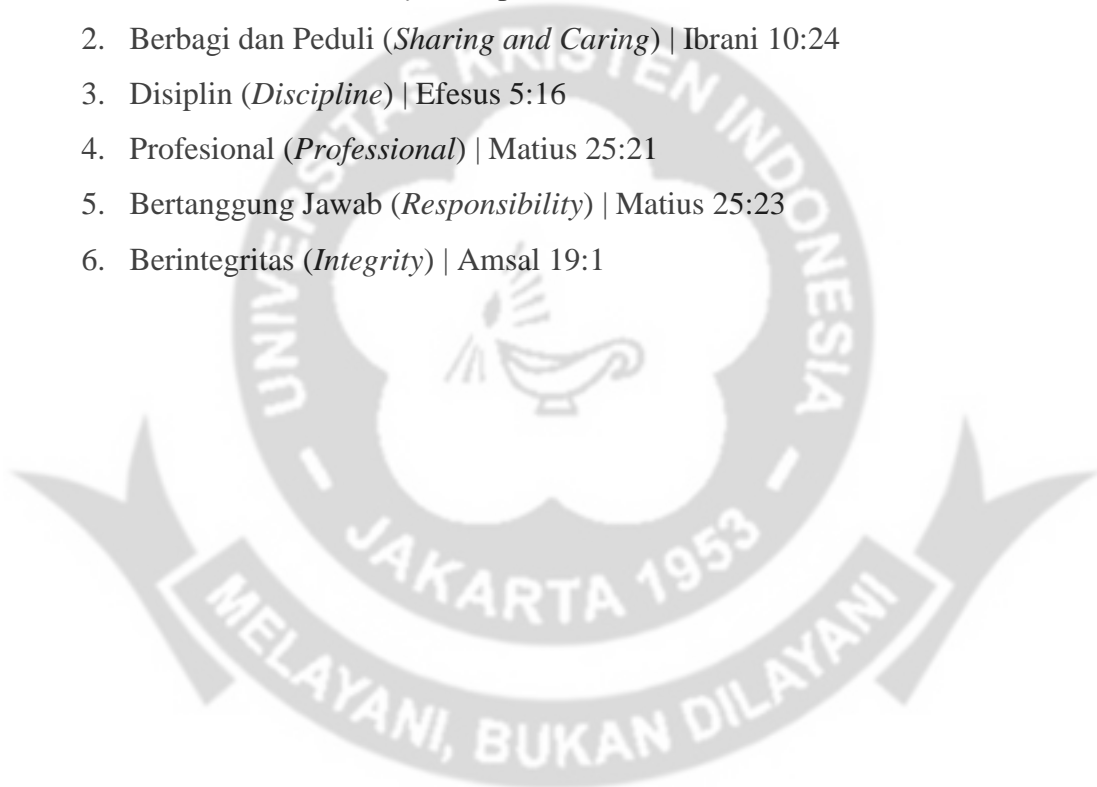 2. Berbagi dan Peduli (Sharing and Caring) | Ibrani 10:24
3. Disiplin (Discipline) | Efesus 5:16
4. Profesional (Professional) | Matius 25:21
5. Bertanggung Jawab (Responsibility) | Matius 25:23
6. Berintegritas (Integrity) | Amsal 19:1
UNIVERSITAS KRISTEN INDONESIA
- JAKARTA 1953 -
MELAYANI, BUKAN DILAYANI